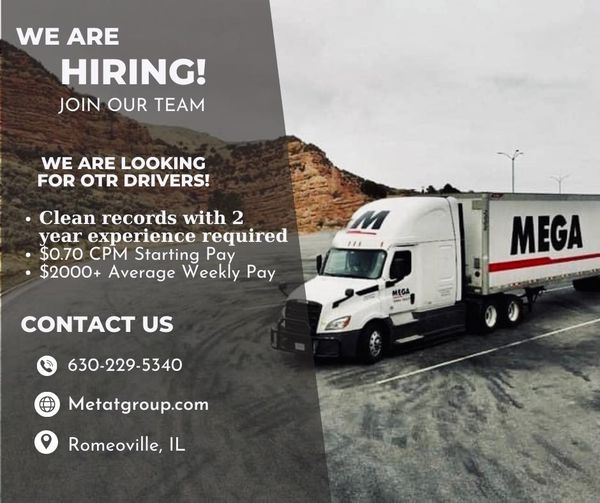 WE ARE
HIRING!
JOIN OUR TEAM
WE ARE LOOKING
FOR OTR DRIVERS!
• Clean records with 2
year experience required
• $0.70 CPM Starting Pay
• $2000+ Average Weekly Pay
CONTACT US
630-229-5340
Metatgroup.com
Romeoville, IL
M
MEGA
MEGA